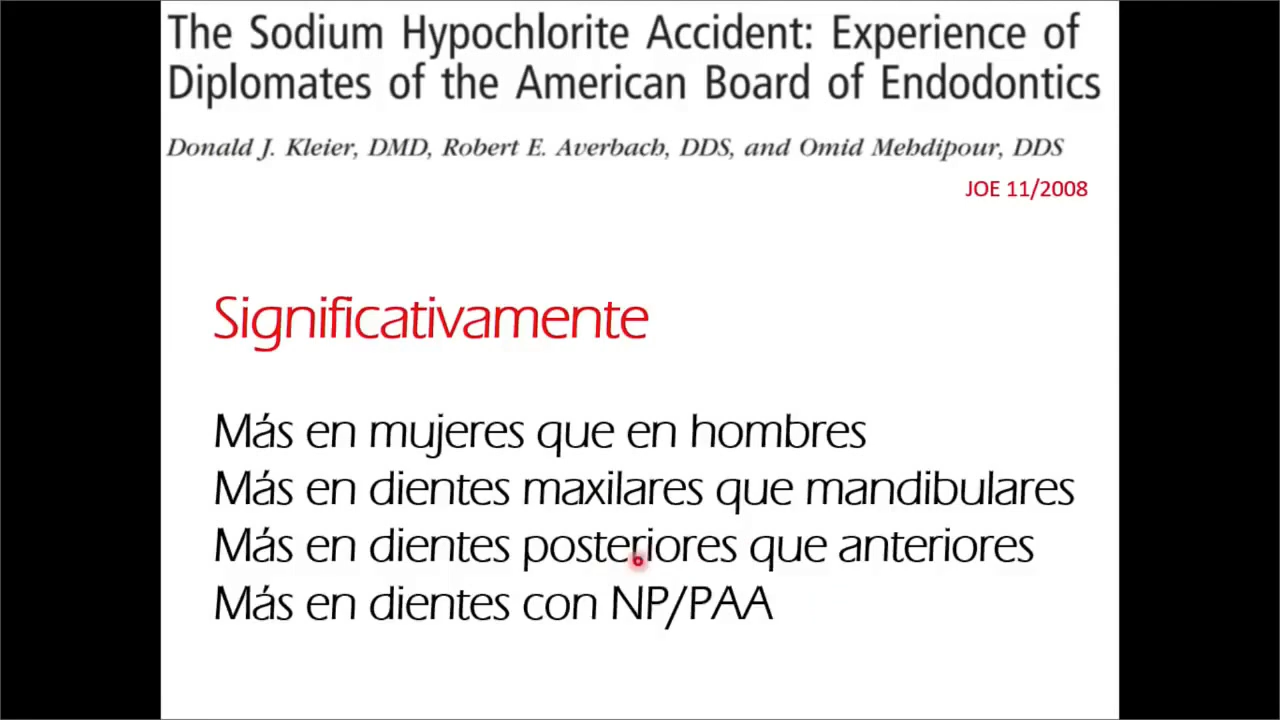 The Sodium Hypochlorite Accident: Experience of
Diplomates of the American Board of Endodontics
Donald J. Kleier, DMD, Robert E. Averbach, DDS, and Omid Mehdipour, DDS
JOE 11/2008
Significativamente
Más en mujeres que en hombres
Más en dientes maxilares que mandibulares
Más en dientes posteriores que anteriores
Más en dientes con NP/PAA